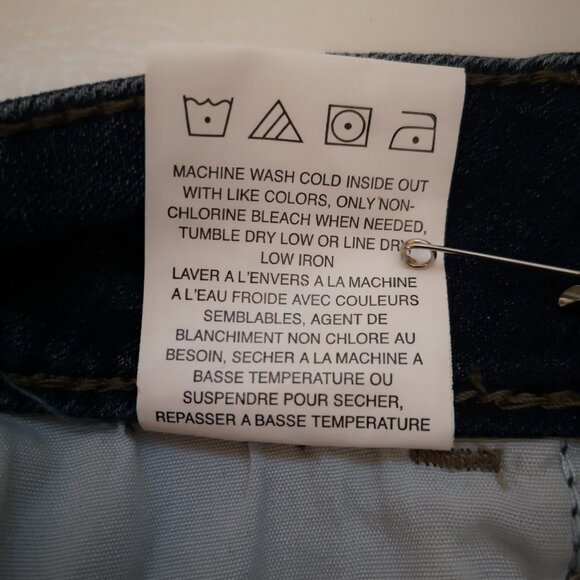 MACHINE WASH COLD INSIDE OUT
WITH LIKE COLORS, ONLY NON-
CHLORINE BLEACH WHEN NEEDED,
TUMBLE DRY LOW OR LINE DRY
LOW IRON
LAVER A L'ENVERS A LA MACHINE
A L'EAU FROIDE AVEC COULEURS
SEMBLABLES, AGENT DE
BLANCHIMENT NON CHLORE AU
BESOIN, SECHER A LA MACHINE A
BASSE TEMPERATURE OU
SUSPENDRE POUR SECHER,
REPASSER A BASSE TEMPERATURE